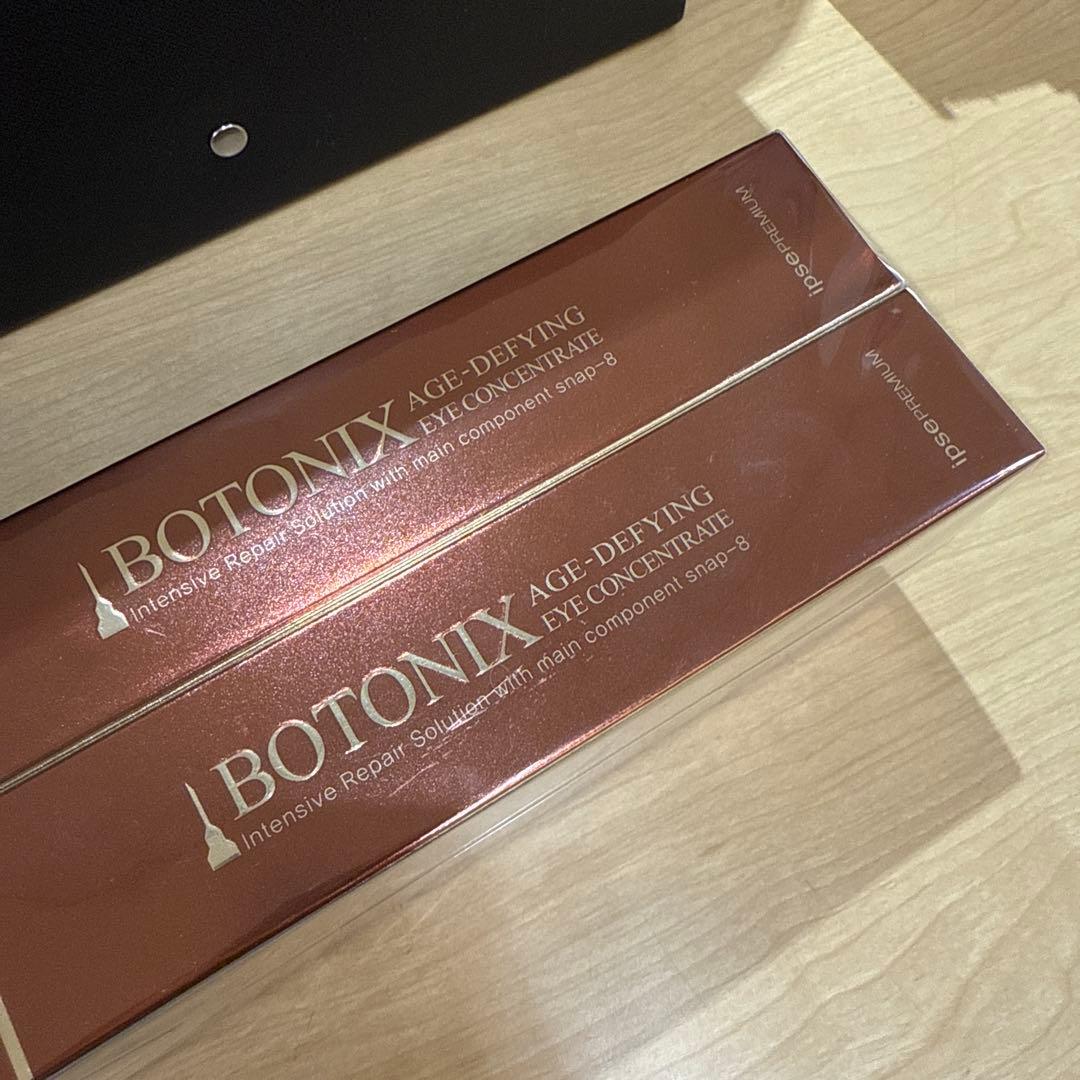 BOTONIX AGE-DEFYING
EYE CONCENTRATE
Intensive Repair Solution with main component snap-8
ipsePREMIUM
BOTONIX AGE-DEFYING
EYE CONCENTRATE
Intensive Repair Solution with main component snap-8
ipsePREMIUM